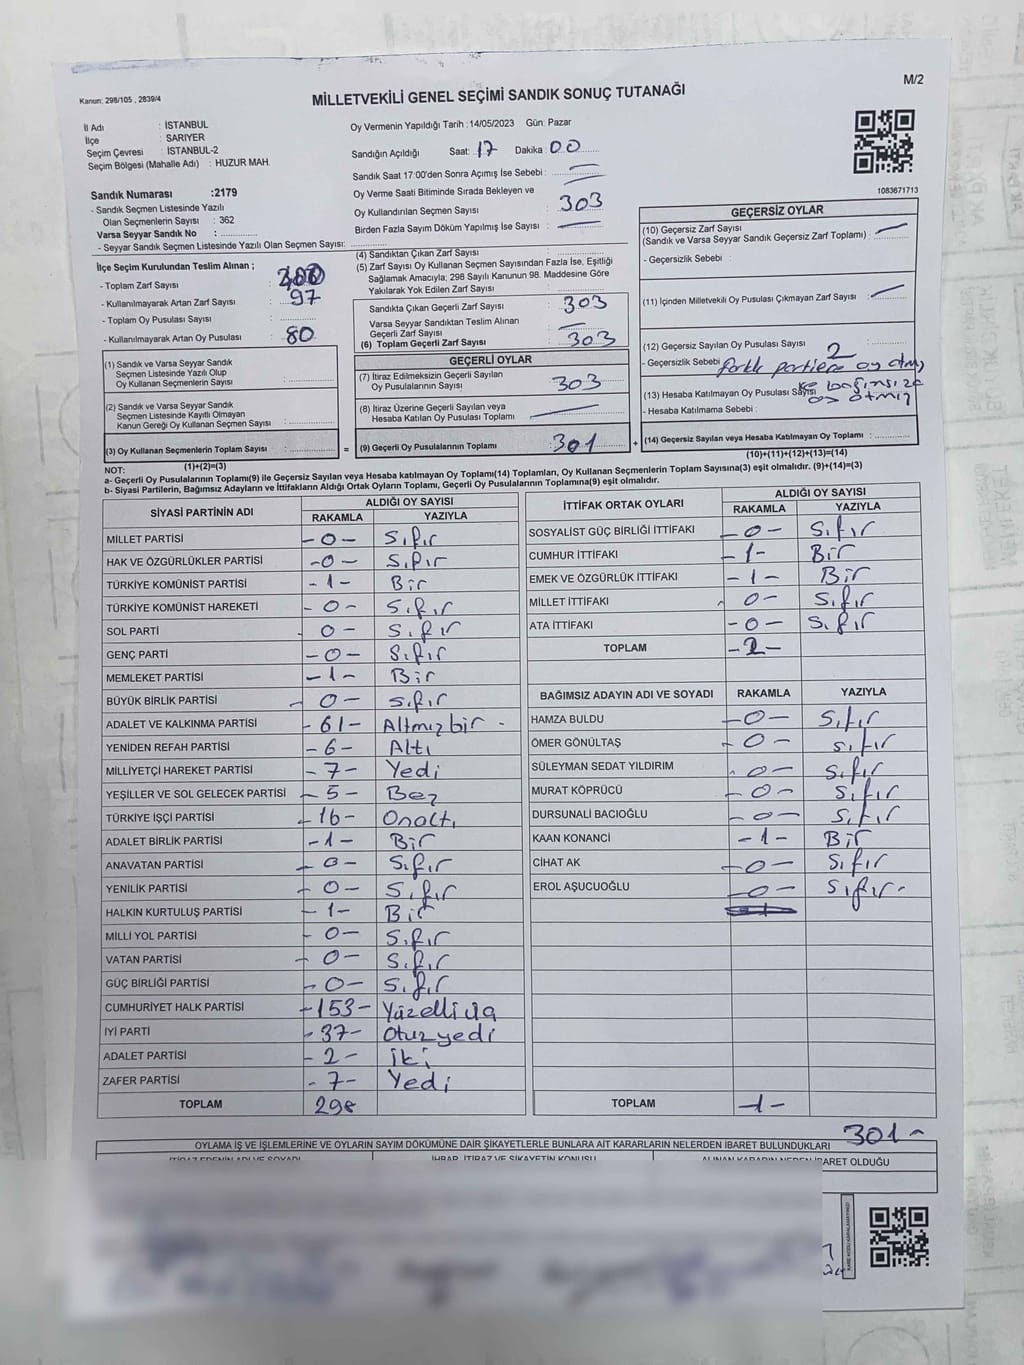 Kanun: 298/105 , 2839/4
M/2
MİLLETVEKİLİ GENEL SEÇİMİ SANDIK SONUÇ TUTANAĞI
İl Adı : İSTANBUL
İlçe : SARIYER
Seçim Çevresi : İSTANBUL-2
Seçim Bölgesi (Mahalle Adı) : HUZUR MAH.
Sandık Numarası :2179
- Sandık Seçmen Listesinde Yazılı
Olan Seçmenlerin Sayısı : 362
Varsa Seyyar Sandık No :
- Seyyar Sandık Seçmen Listesinde Yazılı Olan Seçmen Sayısı:
Oy Vermenin Yapıldığı Tarih :14/05/2023 Gün: Pazar
Sandığın Açıldığı Saat: 17 Dakika: 00
Sandık Saat 17:00'den Sonra Açılmış İse Sebebi :
Oy Verme Saati Bitiminde Sırada Bekleyen ve
Oy Kullandırılan Seçmen Sayısı : 303
Birden Fazla Sayım Döküm Yapılmış İse Sayısı :
1083671713
İlçe Seçim Kurulundan Teslim Alınan ;
- Toplam Zarf Sayısı :
- Kullanılmayarak Artan Zarf Sayısı : 97
- Toplam Oy Pusulası Sayısı :
- Kullanılmayarak Artan Oy Pusulası : 80
(4) Sandıktan Çıkan Zarf Sayısı :
(5) Zarf Sayısı Oy Kullanan Seçmen Sayısından Fazla İse, Eşitliği
Sağlamak Amacıyla; 298 Sayılı Kanunun 98. Maddesine Göre
Yakılarak Yok Edilen Zarf Sayısı :
Sandıkta Çıkan Geçerli Zarf Sayısı : 303
Varsa Seyyar Sandıktan Teslim Alınan
Geçerli Zarf Sayısı :
(6) Toplam Geçerli Zarf Sayısı : 303
GEÇERSİZ OYLAR
(10) Geçersiz Zarf Sayısı :
(Sandık ve Varsa Seyyar Sandık Geçersiz Zarf Toplamı)
- Geçersizlik Sebebi :
(11) İçinden Milletvekili Oy Pusulası Çıkmayan Zarf Sayısı :
(12) Geçersiz Sayılan Oy Pusulası Sayısı : 2
- Geçersizlik Sebebi : farklı partiere oy atmış
(13) Hesaba Katılmayan Oy Pusulası Sayısı : ve bağımsıza
- Hesaba Katılmama Sebebi : oy atmış
(14) Geçersiz Sayılan veya Hesaba Katılmayan Oy Toplamı :
(10)+(11)+(12)+(13)=(14)
(1) Sandık ve Varsa Seyyar Sandık
Seçmen Listesinde Yazılı Olup
Oy Kullanan Seçmenlerin Sayısı :
(2) Sandık ve Varsa Seyyar Sandık
Seçmen Listesinde Kayıtlı Olmayan
Kanun Gereği Oy Kullanan Seçmen Sayısı :
(3) Oy Kullanan Seçmenlerin Toplam Sayısı :
(1)+(2)=(3)
=
GEÇERLİ OYLAR
(7) İtiraz Edilmeksizin Geçerli Sayılan
Oy Pusulalarının Sayısı : 303
(8) İtiraz Üzerine Geçerli Sayılan veya
Hesaba Katılan Oy Pusulası Toplamı :
(9) Geçerli Oy Pusulalarının Toplamı : 301
+
NOT:
a- Geçerli Oy Pusulalarının Toplamı(9) ile Geçersiz Sayılan veya Hesaba katılmayan Oy Toplamı(14) Toplamları, Oy Kullanan Seçmenlerin Toplam Sayısına(3) eşit olmalıdır. (9)+(14)=(3)
b- Siyasi Partilerin, Bağımsız Adayların ve İttifakların Aldığı Ortak Oyların Toplamı, Geçerli Oy Pusulalarının Toplamına(9) eşit olmalıdır.
SİYASİ PARTİNİN ADI ALDIĞI OY SAYISI
RAKAMLA YAZIYLA
MİLLET PARTİSİ -0- Sıfır
HAK VE ÖZGÜRLÜKLER PARTİSİ -0- Sıfır
TÜRKİYE KOMÜNİST PARTİSİ -1- Bir
TÜRKİYE KOMÜNİST HAREKETİ -0- Sıfır
SOL PARTİ 0- Sıfır
GENÇ PARTİ -0- Sıfır
MEMLEKET PARTİSİ -1- Bir
BÜYÜK BİRLİK PARTİSİ -0- Sıfır
ADALET VE KALKINMA PARTİSİ -61- Altmışbir -
YENİDEN REFAH PARTİSİ -6- Altı
MİLLİYETÇİ HAREKET PARTİSİ -7- Yedi
YEŞİLLER VE SOL GELECEK PARTİSİ -5- Beş
TÜRKİYE İŞÇİ PARTİSİ -16- Onaltı
ADALET BİRLİK PARTİSİ -1- Bir
ANAVATAN PARTİSİ -0- Sıfır
YENİLİK PARTİSİ -0- Sıfır
HALKIN KURTULUŞ PARTİSİ -1- Bir
MİLLİ YOL PARTİSİ -0- Sıfır
VATAN PARTİSİ -0- Sıfır
GÜÇ BİRLİĞİ PARTİSİ -0- Sıfır
CUMHURİYET HALK PARTİSİ -153- Yüzelliüç
İYİ PARTİ -37- Otuzyedi
ADALET PARTİSİ -2- iki
ZAFER PARTİSİ -7- Yedi
TOPLAM 298
İTTİFAK ORTAK OYLARI ALDIĞI OY SAYISI
RAKAMLA YAZIYLA
SOSYALİST GÜÇ BİRLİĞİ İTTİFAKI -0- Sıfır
CUMHUR İTTİFAKI -1- Bir
EMEK VE ÖZGÜRLÜK İTTİFAKI -1- Bir
MİLLET İTTİFAKI 0- Sıfır
ATA İTTİFAKI -0- Sıfır
TOPLAM -2-
BAĞIMSIZ ADAYIN ADI VE SOYADI RAKAMLA YAZIYLA
HAMZA BULDU -0- Sıfır
ÖMER GÖNÜLTAŞ -0- Sıfır
SÜLEYMAN SEDAT YILDIRIM -0- Sıfır
MURAT KÖPRÜCÜ -0- Sıfır
DURSUNALİ BACIOĞLU -0- Sıfır
KAAN KONANCİ -1- Bir
CİHAT AK -0- Sıfır
EROL AŞUCUOĞLU -0- Sıfır-
TOPLAM -1-
301-
OYLAMA İŞ VE İŞLEMLERİNE VE OYLARIN SAYIM DÖKÜMÜNE DAİR ŞİKAYETLERLE BUNLARA AİT KARARLARIN NELERDEN İBARET BULUNDUKLARI
İHBAR, İTİRAZ VE ŞİKAYETİN KONUSU